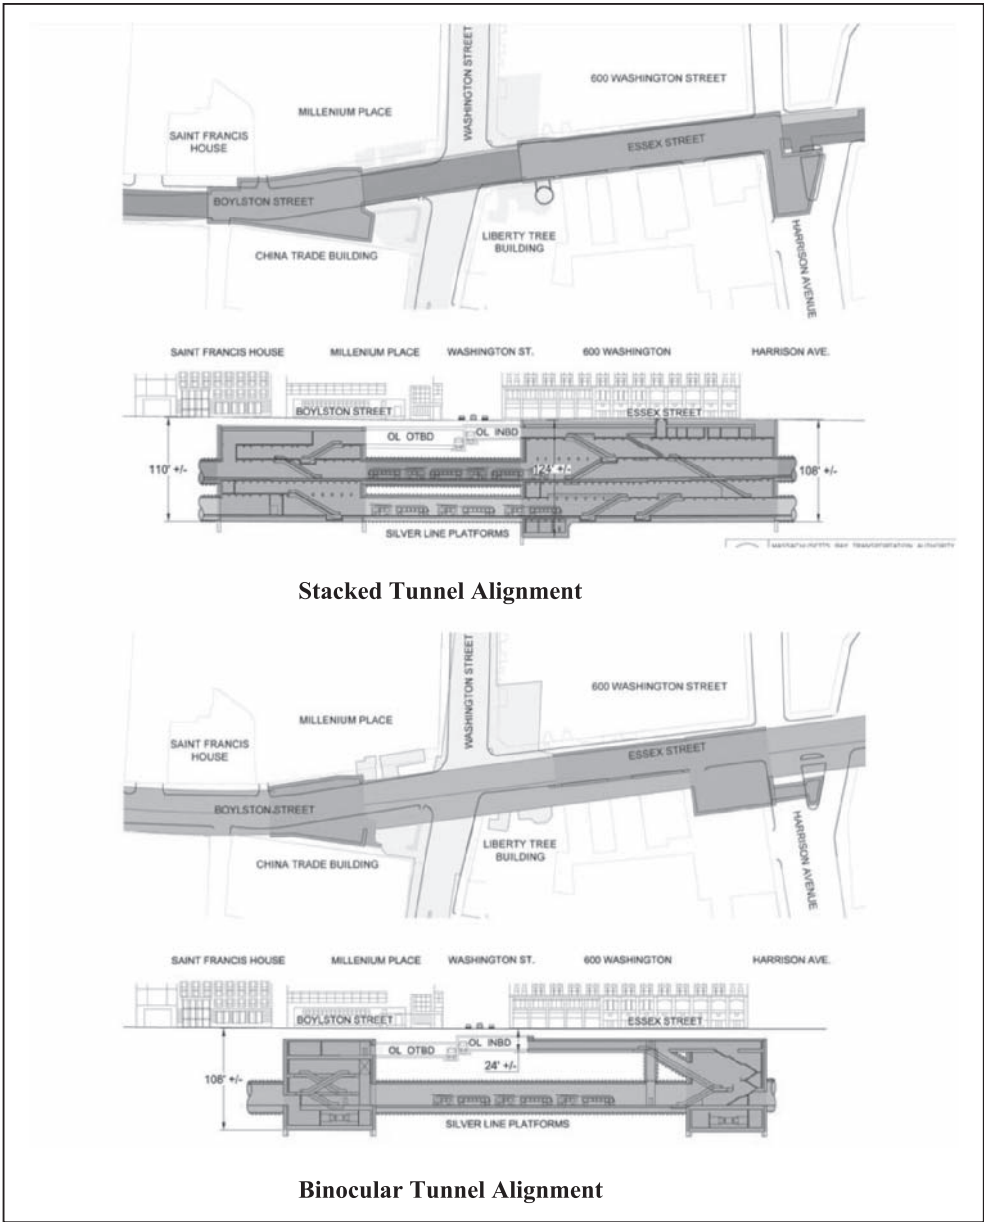 WASHINGTON STREET
600 WASHINGTON STREET
MILLENIUM PLACE
SAINT FRANCIS
HOUSE
ESSEX STREET
BOYLSTON STREET
LIBERTY TREE
BUILDING
CHINA TRADE BUILDING
HARRISON AVENUE
SAINT FRANCIS HOUSE MILLENIUM PLACE WASHINGTON ST. 600 WASHINGTON HARRISON AVE.
BOYLSTON STREET ESSEX STREET
OL OTBD OL INBD
110' +/- 124' +/- 108' +/-
SILVER LINE PLATFORMS
MASSACHUSETTS BAY TRANSPORTATION AUTHORITY
Stacked Tunnel Alignment
WASHINGTON STREET
600 WASHINGTON STREET
MILLENIUM PLACE
SAINT FRANCIS
HOUSE
ESSEX STREET
BOYLSTON STREET
LIBERTY TREE
BUILDING
CHINA TRADE BUILDING
HARRISON AVENUE
SAINT FRANCIS HOUSE MILLENIUM PLACE WASHINGTON ST. 600 WASHINGTON HARRISON AVE.
BOYLSTON STREET ESSEX STREET
OL OTBD OL INBD
24' +/-
108' +/-
SILVER LINE PLATFORMS
Binocular Tunnel Alignment